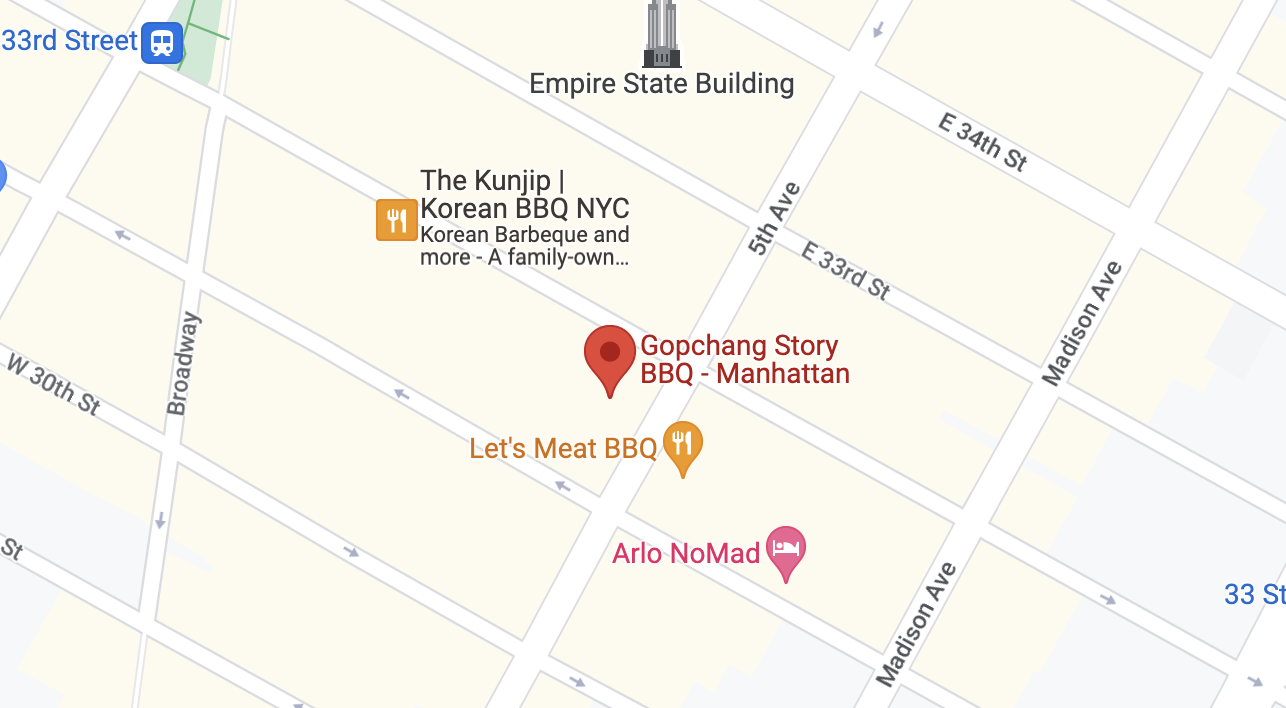 33rd Street
Empire State Building
E 34th St
The Kunjip |
Korean BBQ NYC
Korean Barbeque and
more - A family-own...
5th Ave
E 33rd St
Madison Ave
Broadway
W 30th St
Gopchang Story
BBQ - Manhattan
Let's Meat BBQ
Arlo NoMad
St
Madison Ave
33 St